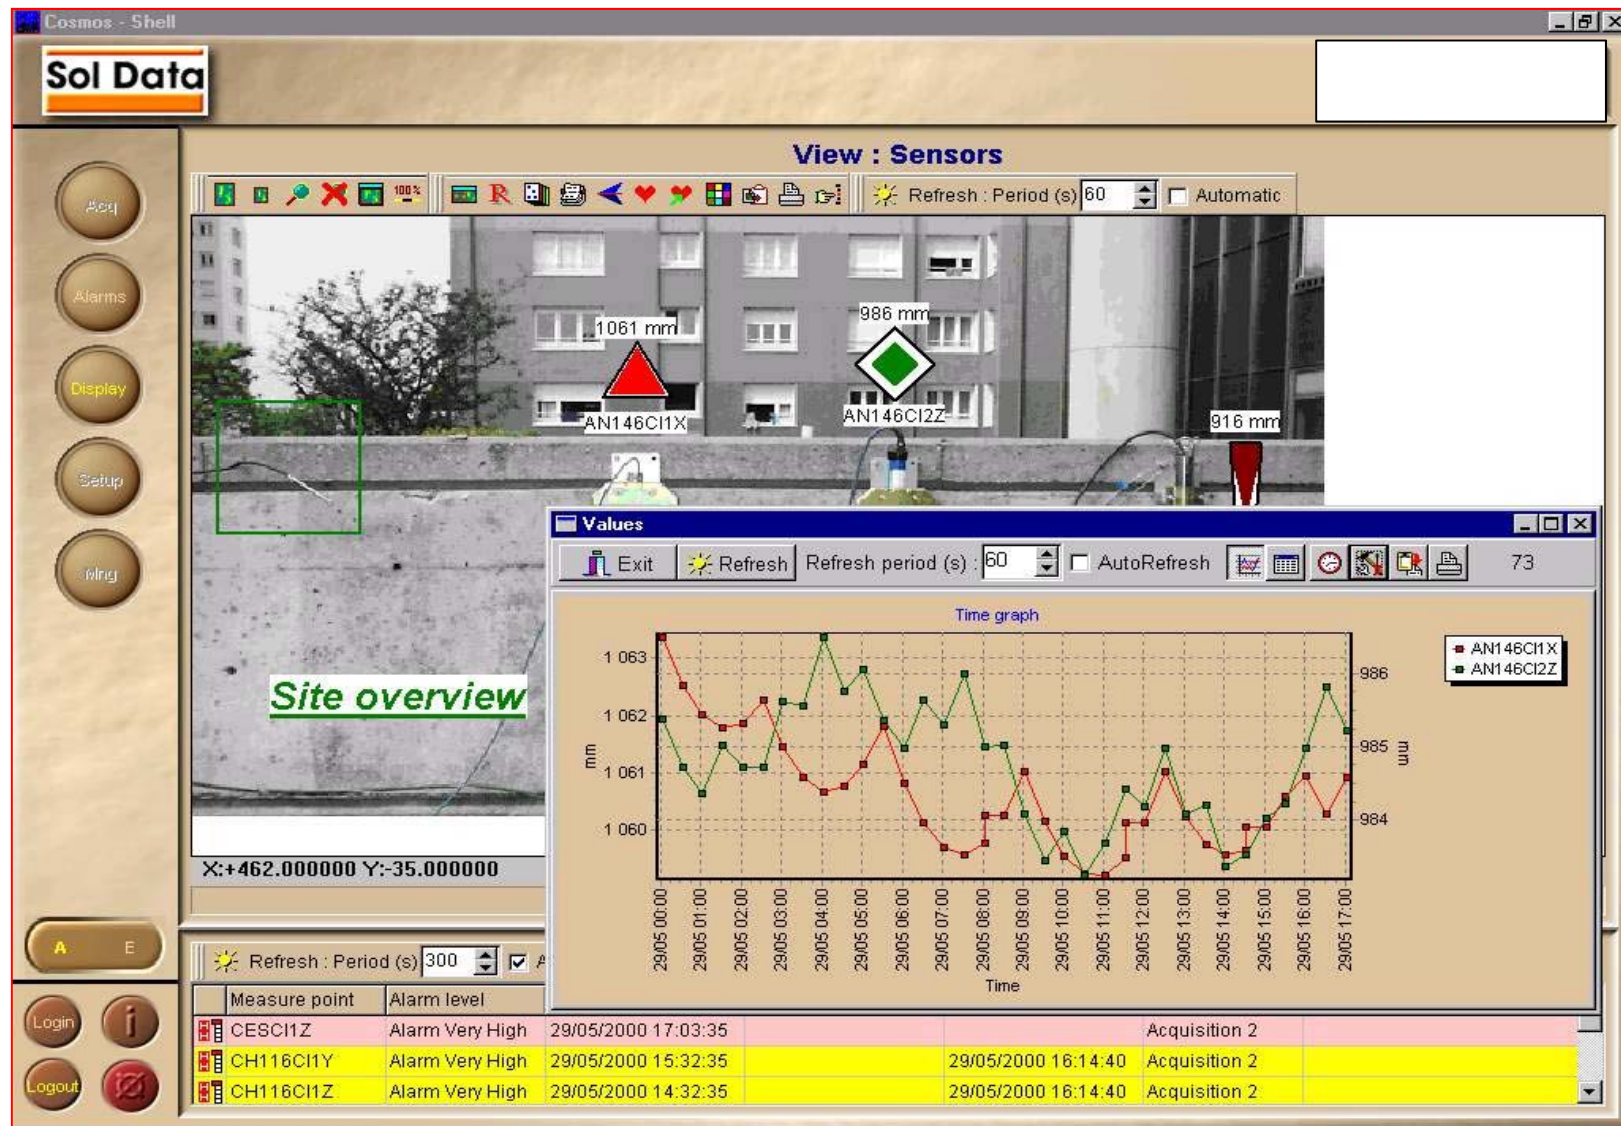 Cosmos - Shell
Sol Data
View : Sensors
100%
R
Refresh : Period (s) 60 Automatic
Acq
Alarms
Display
Setup
Mng
1061 mm
986 mm
AN146CI1X
AN146CI2Z
916 mm
Site overview
Values
Exit Refresh Refresh period (s) : 60 AutoRefresh 73
Time graph
AN146CI1X
AN146CI2Z
1 063
1 062
1 061
1 060
mm
986
985
984
mm
29/05 00:00
29/05 01:00
29/05 02:00
29/05 03:00
29/05 04:00
29/05 05:00
29/05 06:00
29/05 07:00
29/05 08:00
29/05 09:00
29/05 10:00
29/05 11:00
29/05 12:00
29/05 13:00
29/05 14:00
29/05 15:00
29/05 16:00
29/05 17:00
Time
X:+462.000000 Y:-35.000000
A E
Login i
Logout
Refresh : Period (s) 300 A
Measure point Alarm level
CESCI1Z Alarm Very High 29/05/2000 17:03:35 Acquisition 2
CH116CI1Y Alarm Very High 29/05/2000 15:32:35 29/05/2000 16:14:40 Acquisition 2
CH116CI1Z Alarm Very High 29/05/2000 14:32:35 29/05/2000 16:14:40 Acquisition 2